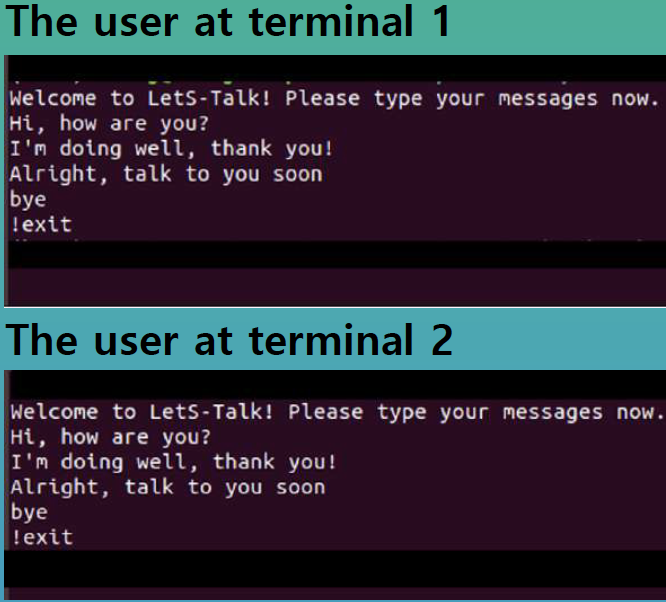 The user at terminal 1
Welcome to LetS-Talk! Please type your messages now.
Hi, how are you?
I'm doing well, thank you!
Alright, talk to you soon
bye
!exit
The user at terminal 2
Welcome to LetS-Talk! Please type your messages now.
Hi, how are you?
I'm doing well, thank you!
Alright, talk to you soon
bye
!exit